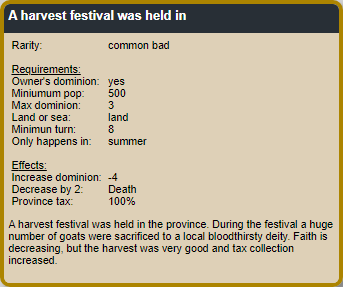 A harvest festival was held in
Rarity: common bad
Requirements:
Owner's dominion: yes
Miniumum pop: 500
Max dominion: 3
Land or sea: land
Minimun turn: 8
Only happens in: summer
Effects:
Increase dominion: -4
Decrease by 2: Death
Province tax: 100%
A harvest festival was held in the province. During the festival a huge
number of goats were sacrificed to a local bloodthirsty deity. Faith is
decreasing, but the harvest was very good and tax collection
increased.